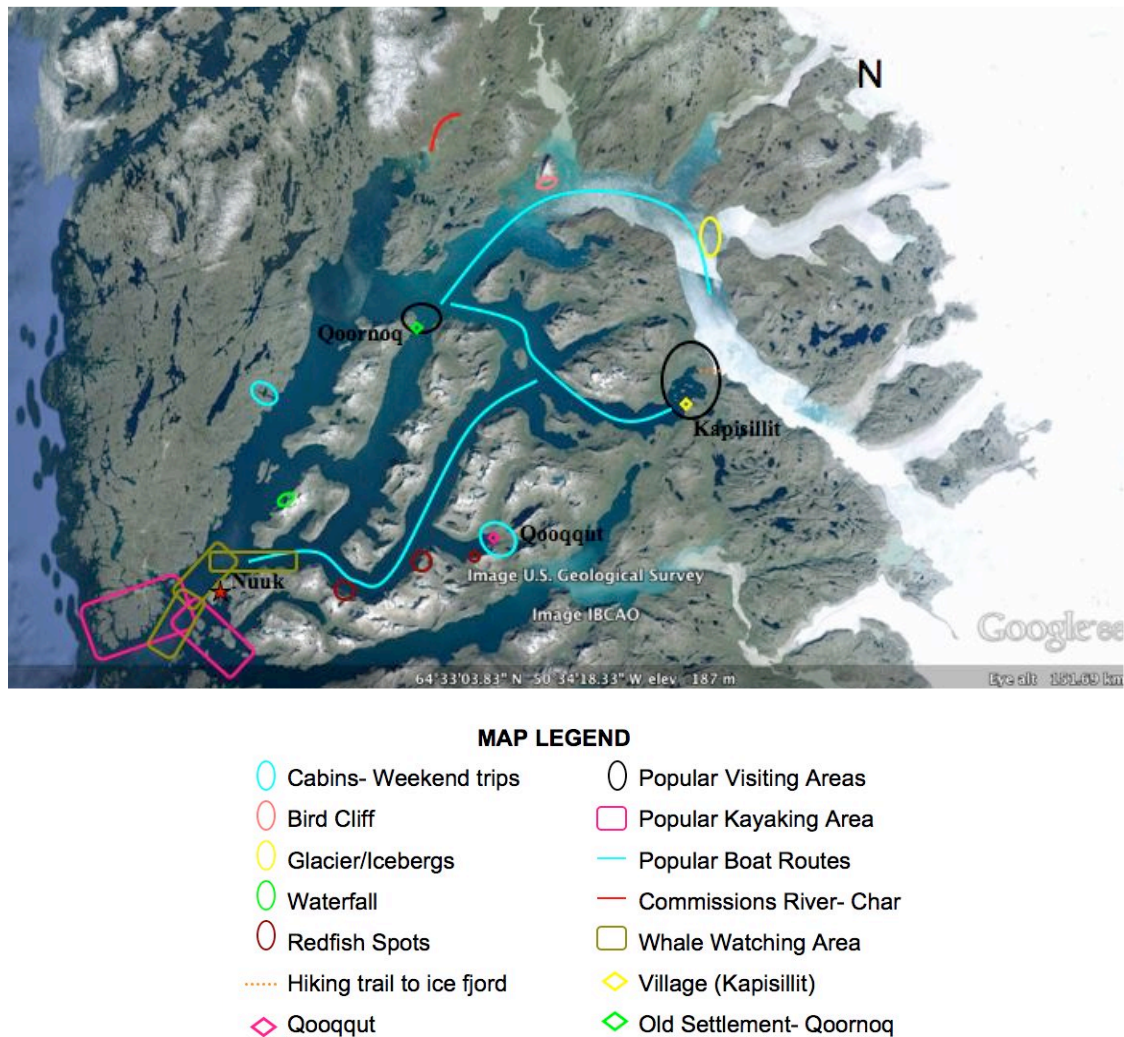 N
Qoornoq
Kapisillit
Qooqqut
Nuuk
Image U.S. Geological Survey
Image IBCAO
Google
64°33'03.83" N 50°34'18.33" W elev 187 m
Eye alt 151.69 km
MAP LEGEND
Cabins- Weekend trips
Bird Cliff
Glacier/Icebergs
Waterfall
Redfish Spots
Hiking trail to ice fjord
Qooqqut
Popular Visiting Areas
Popular Kayaking Area
Popular Boat Routes
Commissions River- Char
Whale Watching Area
Village (Kapisillit)
Old Settlement- Qoornoq